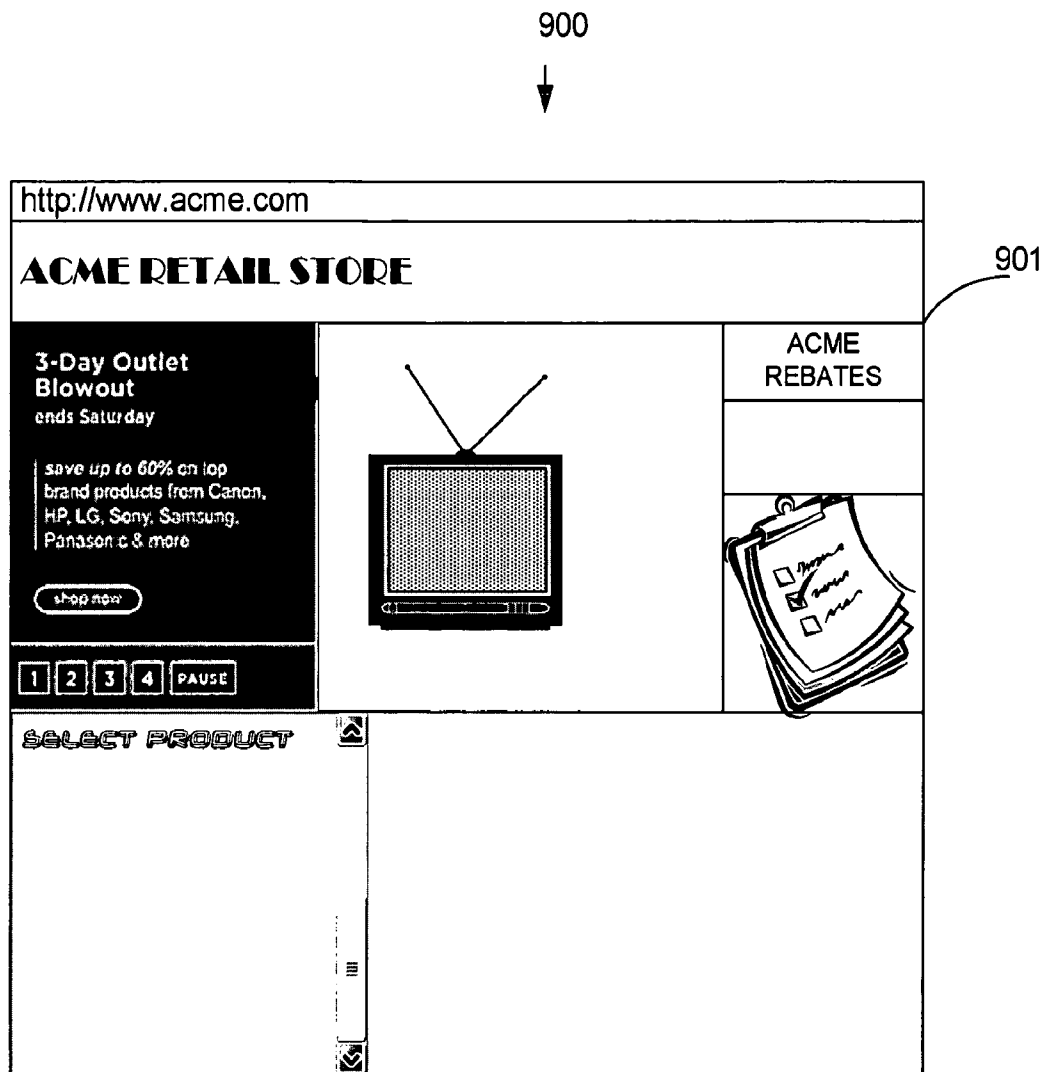 900
http://www.acme.com
ACME RETAIL STORE
901
3-Day Outlet
Blowout
ends Saturday
save up to 60% on top
brand products from Canon,
HP, LG, Sony, Samsung,
Panasonic & more
shop now
1 2 3 4 PAUSE
ACME
REBATES
SELECT PRODUCT